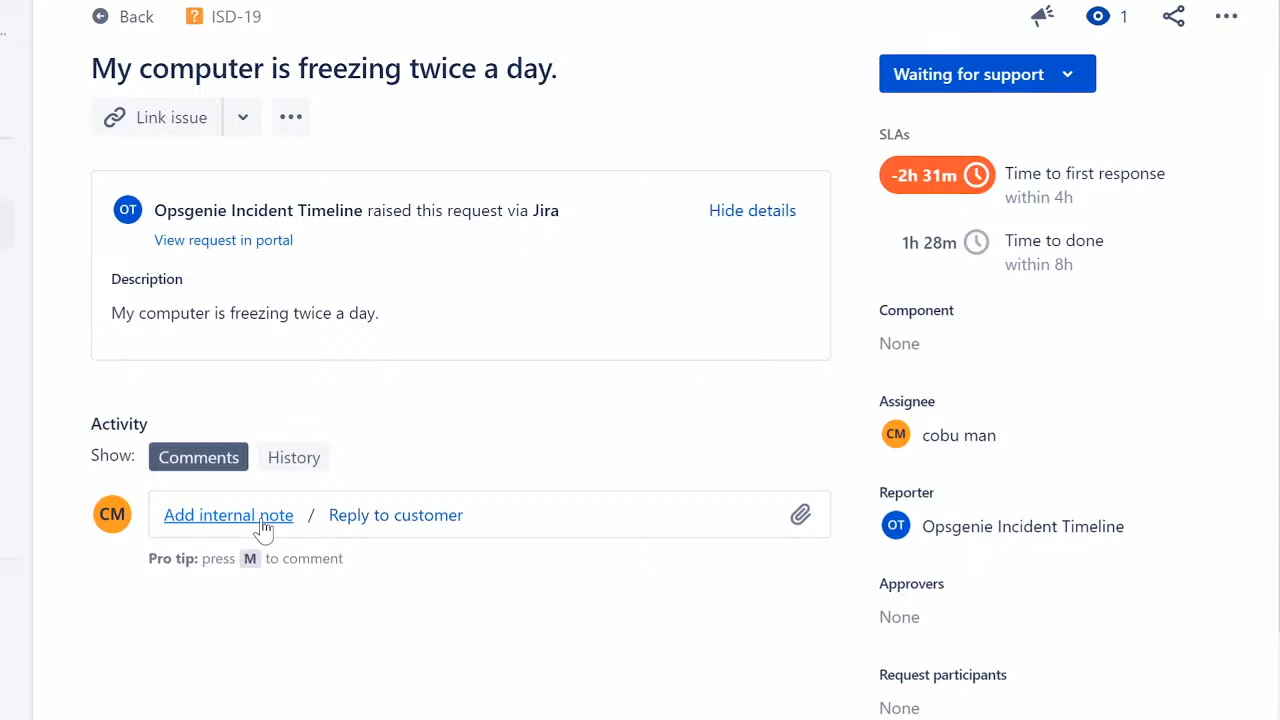 Back
ISD-19
1
My computer is freezing twice a day.
Link issue
OT
Opsgenie Incident Timeline raised this request via Jira
Hide details
View request in portal
Description
My computer is freezing twice a day.
Activity
Show: Comments History
CM
Add internal note / Reply to customer
Pro tip: press M to comment
Waiting for support
SLAs
-2h 31m Time to first response
within 4h
1h 28m Time to done
within 8h
Component
None
Assignee
CM cobu man
Reporter
OT Opsgenie Incident Timeline
Approvers
None
Request participants
None